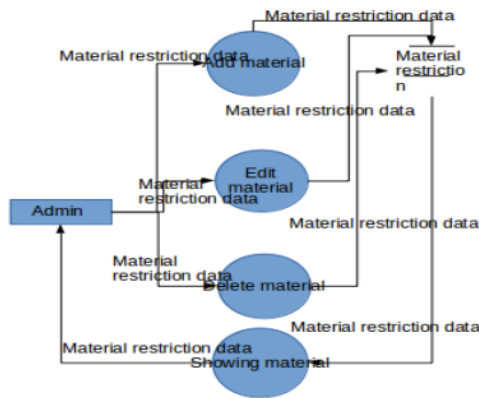 Material restriction data
Material restriction data
Add material
Material
restrictio
n
Material restriction data
Edit
material
Material
restriction data
Admin
Material restriction data
Material
restriction data
Delete material
Material restriction data
Material restriction data
Showing material